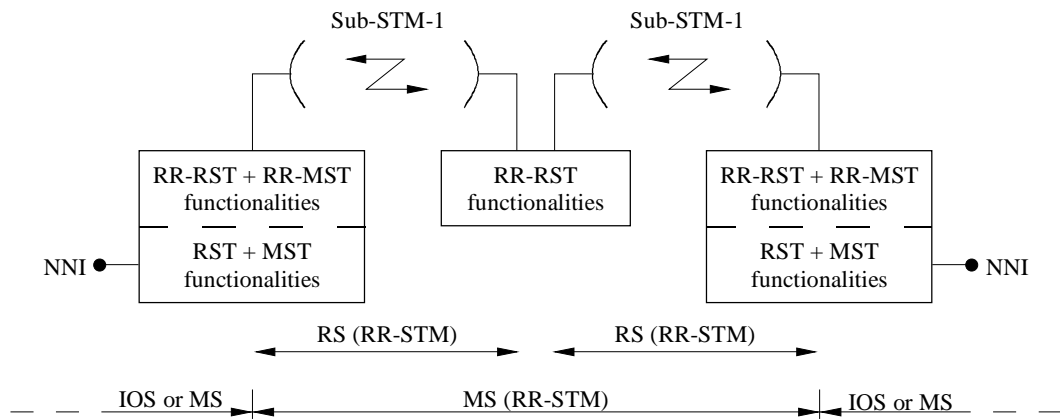 Sub-STM-1
Sub-STM-1
RR-RST + RR-MST
functionalities
RR-RST
functionalities
RR-RST + RR-MST
functionalities
NNI
RST + MST
functionalities
RST + MST
functionalities
NNI
RS (RR-STM)
RS (RR-STM)
IOS or MS
MS (RR-STM)
IOS or MS